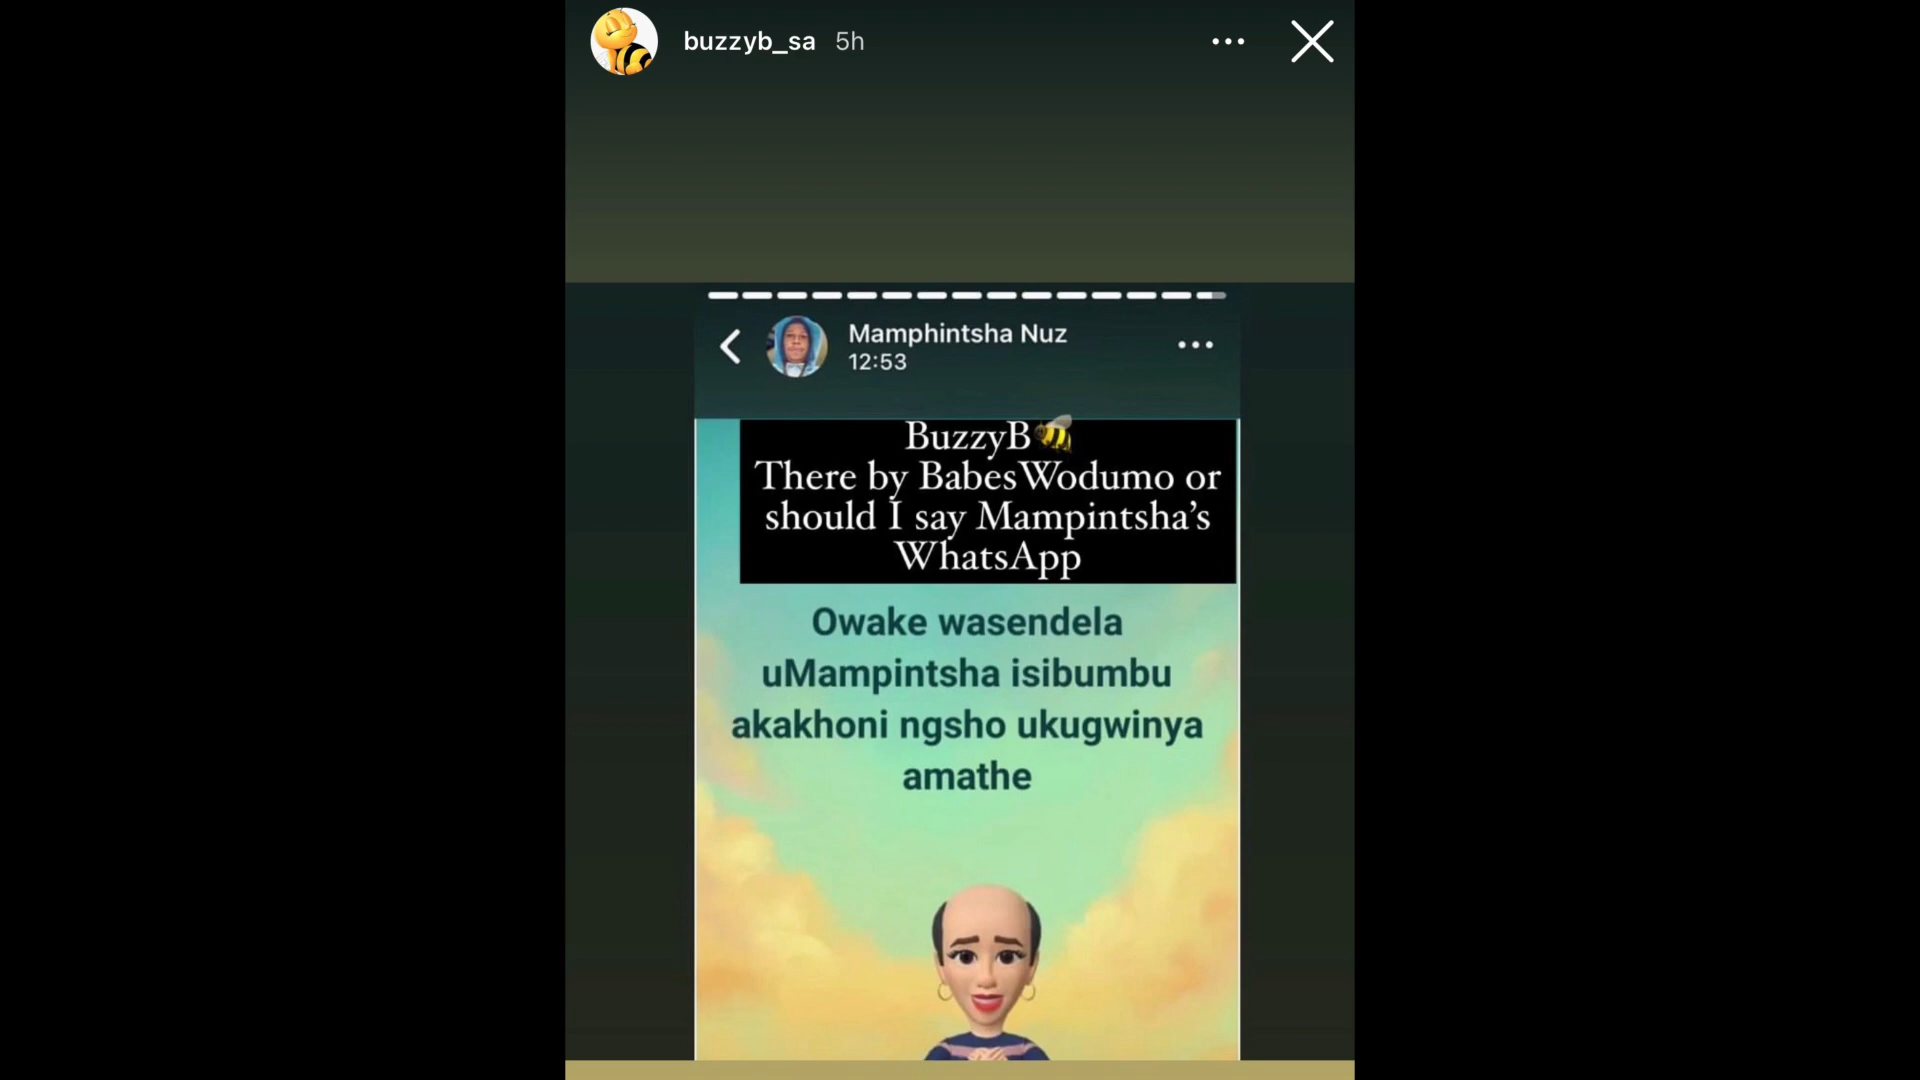 buzzyb_sa 5h
Mamphintsha Nuz
12:53
BuzzyB
There by BabesWodumo or
should I say Mampintsha's
WhatsApp
Owake wasendela
uMampintsha isibumbu
akakhoni ngsho ukugwinya
amathe